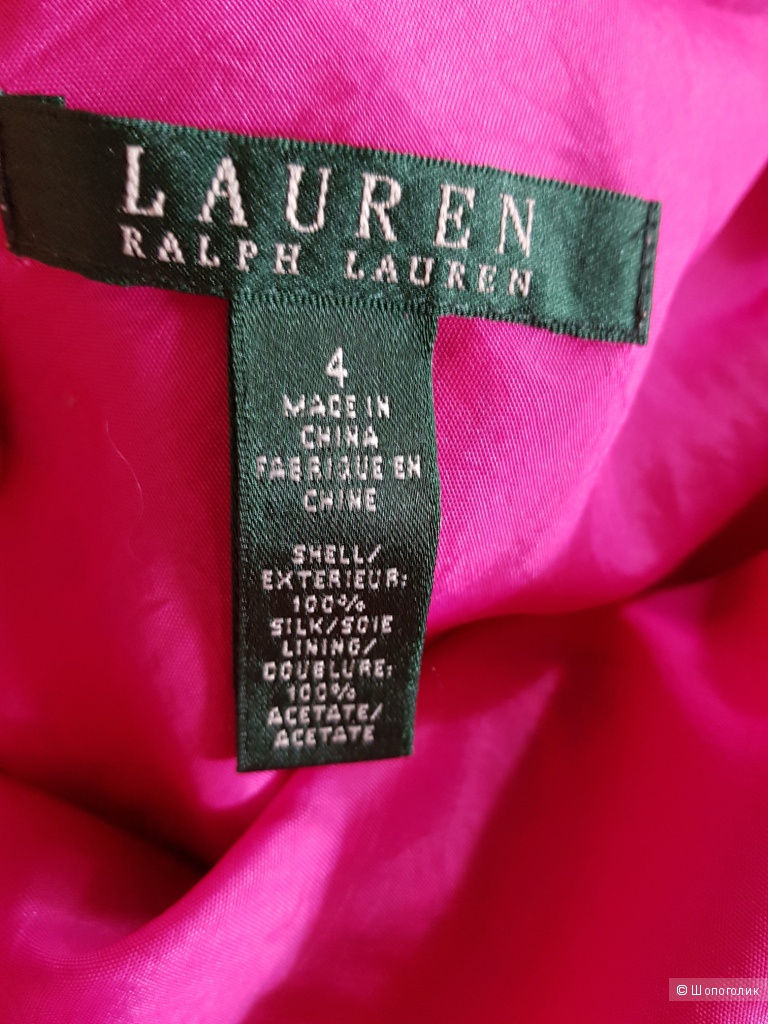 LAUREN
RALPH LAUREN
4
MADE IN
CHINA
FABRIQUE EN
CHINE
SHELL/
EXTERIEUR:
100%
SILK/SOIE
LINING/
DOUBLURE:
100%
ACETATE/
ACETATE
© Шопоголик